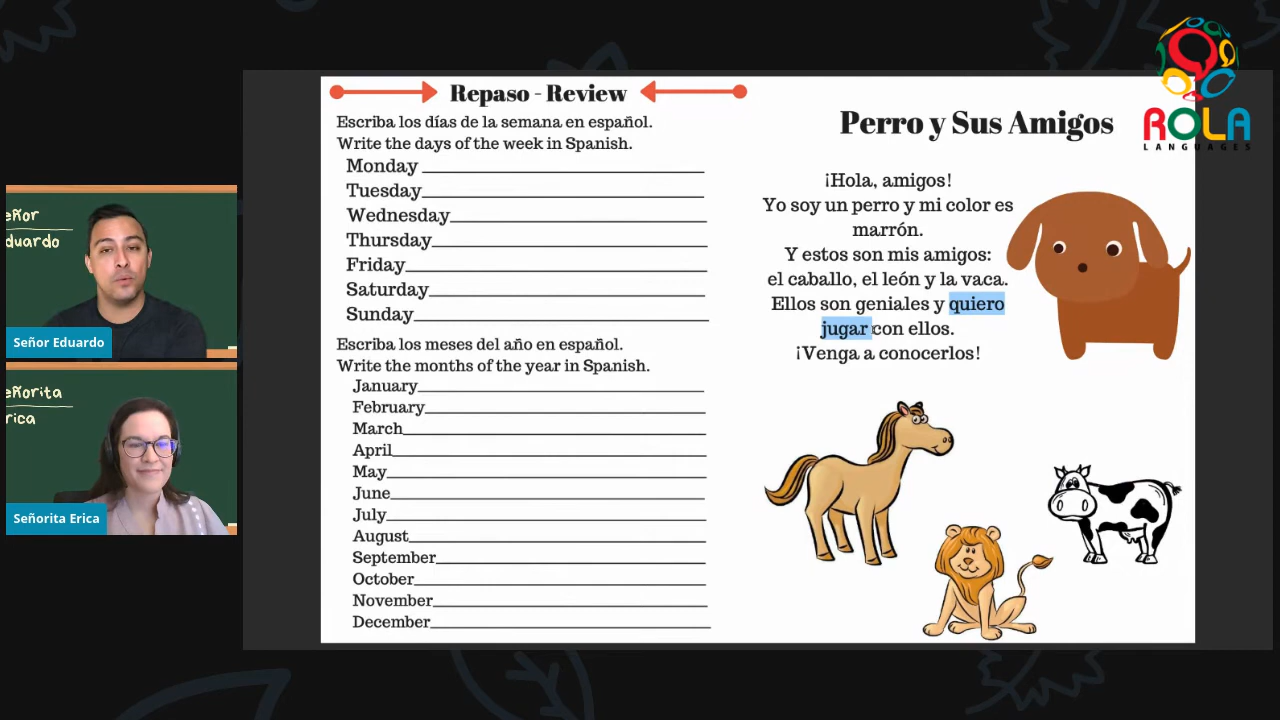 eñor
duardo
Señor Eduardo
eñorita
rica
Señorita Erica
Repaso - Review
Escriba los días de la semana en español.
Write the days of the week in Spanish.
Monday
Tuesday
Wednesday
Thursday
Friday
Saturday
Sunday
Escriba los meses del año en español.
Write the months of the year in Spanish.
January
February
March
April
May
June
July
August
September
October
November
December
Perro y Sus Amigos
¡Hola, amigos!
Yo soy un perro y mi color es
marrón.
Y estos son mis amigos:
el caballo, el león y la vaca.
Ellos son geniales y quiero
jugar con ellos.
¡Venga a conocerlos!
ROLA
LANGUAGES